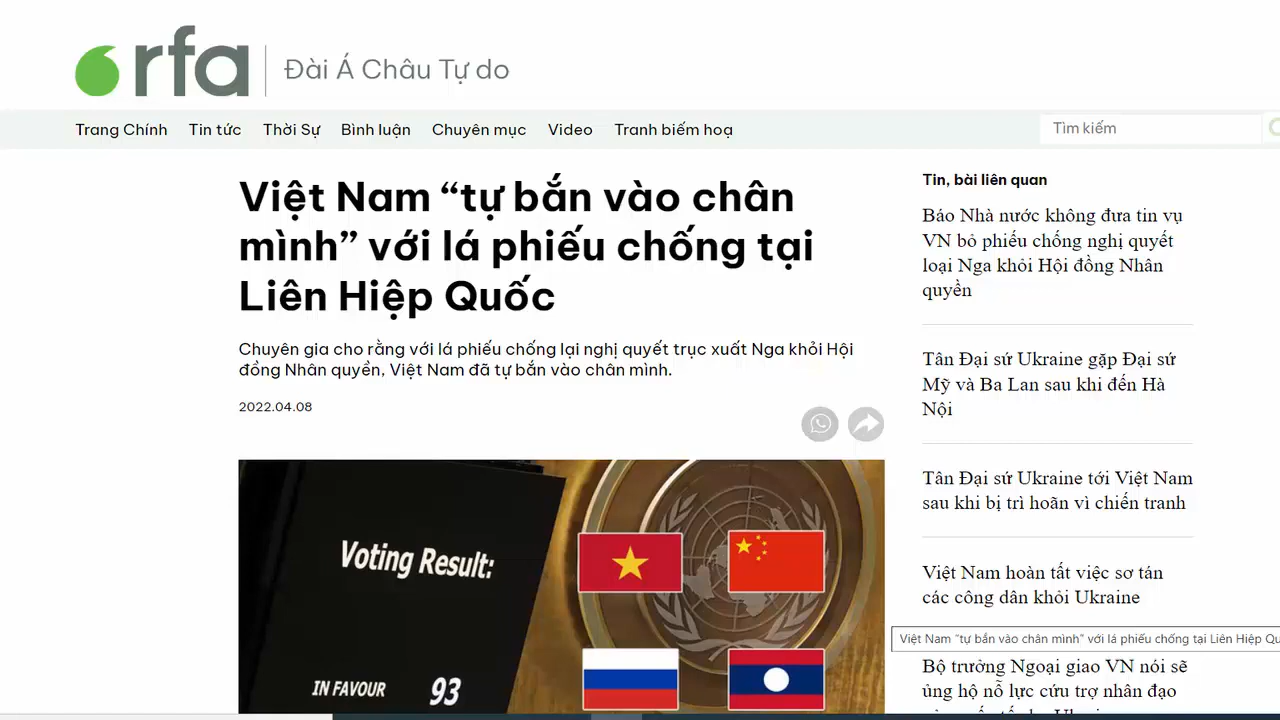 rfa
Đài Á Châu Tự do
Trang Chính Tin tức Thời Sự Bình luận Chuyên mục Video Tranh biếm hoạ
Tìm kiếm
Việt Nam “tự bắn vào chân
mình” với lá phiếu chống tại
Liên Hiệp Quốc
Chuyên gia cho rằng với lá phiếu chống lại nghị quyết trục xuất Nga khỏi Hội
đồng Nhân quyền, Việt Nam đã tự bắn vào chân mình.
2022.04.08
Voting Result:
IN FAVOUR 93
Tin, bài liên quan
Báo Nhà nước không đưa tin vụ
VN bỏ phiếu chống nghị quyết
loại Nga khỏi Hội đồng Nhân
quyền
Tân Đại sứ Ukraine gặp Đại sứ
Mỹ và Ba Lan sau khi đến Hà
Nội
Tân Đại sứ Ukraine tới Việt Nam
sau khi bị trì hoãn vì chiến tranh
Việt Nam hoàn tất việc sơ tán
các công dân khỏi Ukraine
Việt Nam “tự bắn vào chân mình” với lá phiếu chống tại Liên Hiệp Qu
Bộ trưởng Ngoại giao VN nói sẽ
ủng hộ nỗ lực cứu trợ nhân đạo